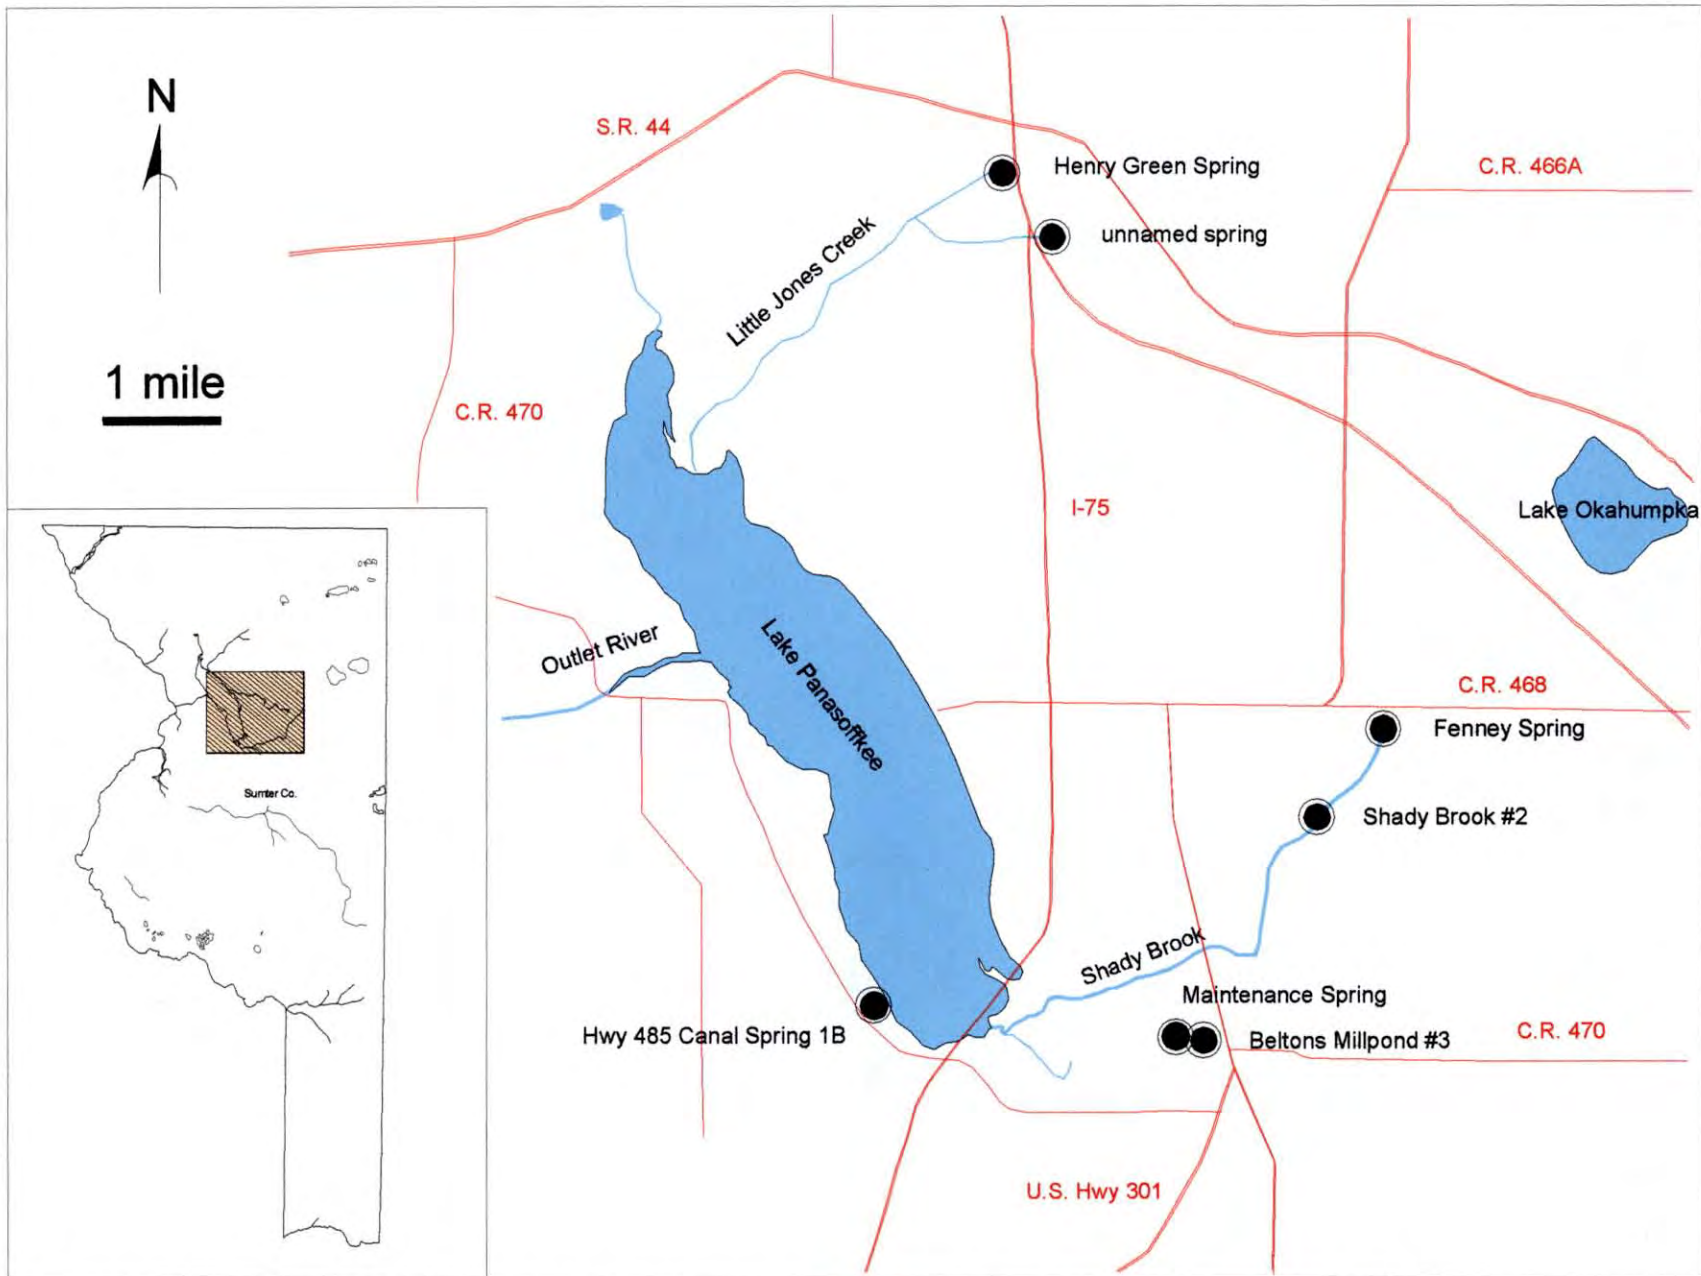 N
S.R. 44
Henry Green Spring
C.R. 466A
unnamed spring
Little Jones Creek
1 mile
C.R. 470
I-75
Lake Okahumpka
Outlet River
Lake Panasoffkee
C.R. 468
Fenney Spring
Sumter Co.
Shady Brook #2
Shady Brook
Maintenance Spring
Hwy 485 Canal Spring 1B
Beltons Millpond #3
C.R. 470
U.S. Hwy 301